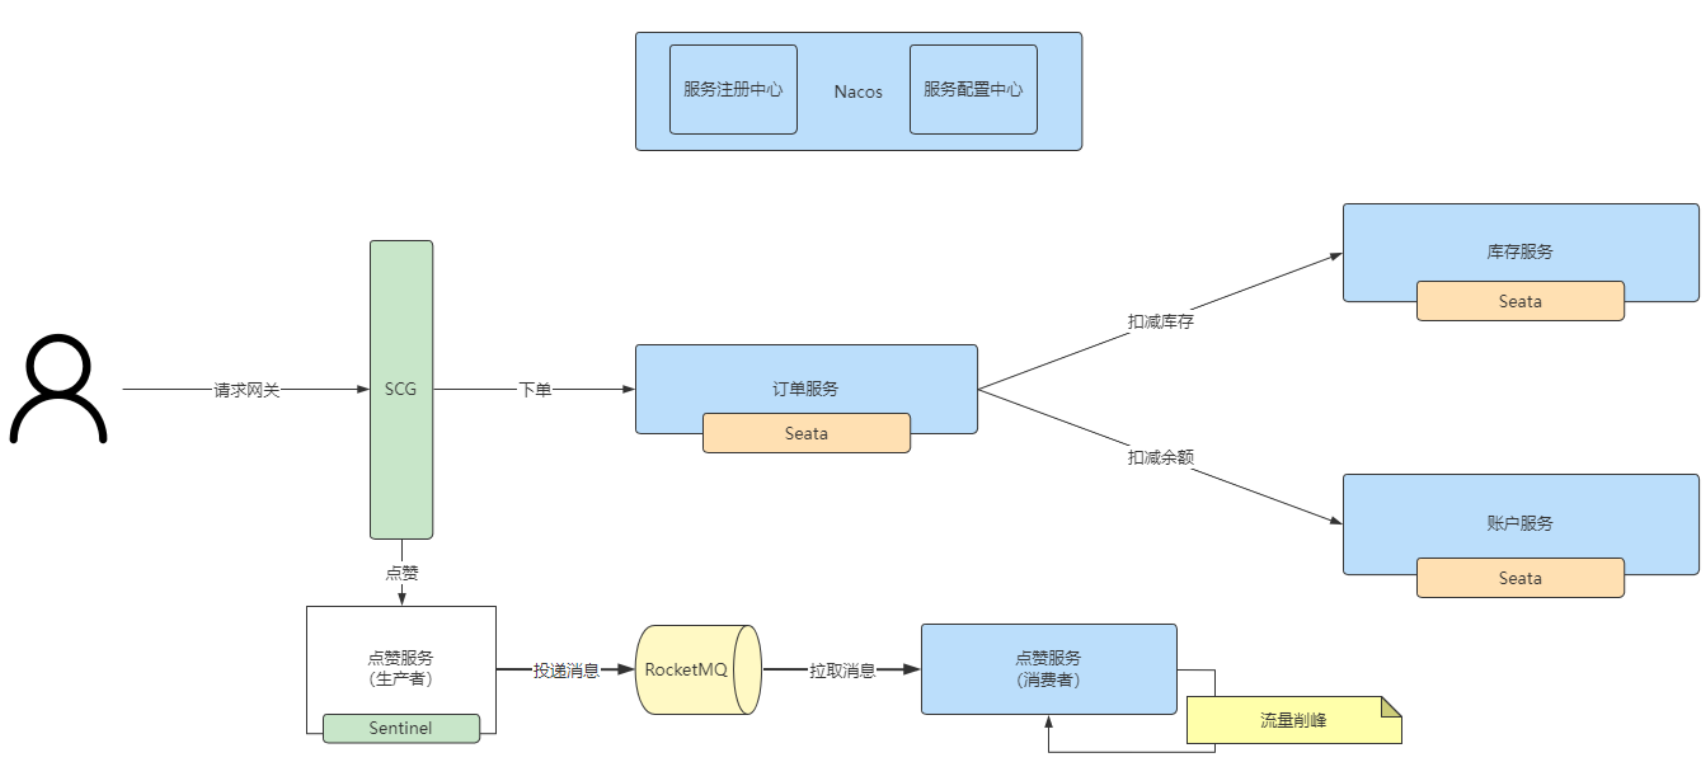 服务注册中心
Nacos
服务配置中心
库存服务
Seata
扣减库存
请求网关
SCG
下单
订单服务
Seata
扣减余额
账户服务
Seata
点赞
点赞服务
（生产者）
Sentinel
投递消息
RocketMQ
拉取消息
点赞服务
（消费者）
流量削峰